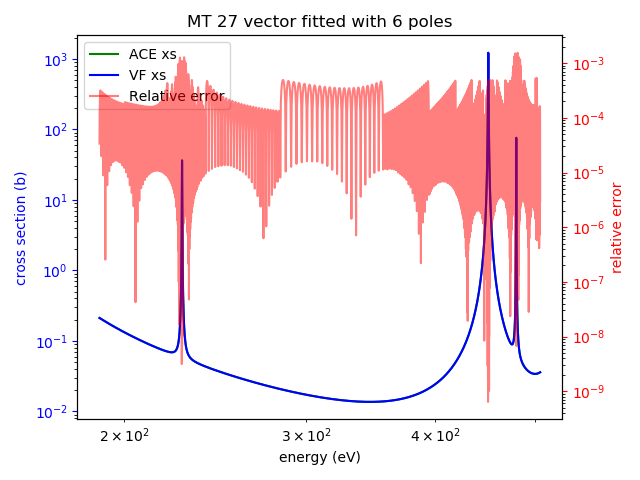 MT 27 vector fitted with 6 poles
ACE xs
VF xs
Relative error
cross section (b)
10³
10²
10¹
10⁰
10⁻¹
10⁻²
10⁻³
10⁻⁴
10⁻⁵
10⁻⁶
10⁻⁷
10⁻⁸
10⁻⁹
relative error
2 × 10²
3 × 10²
4 × 10²
energy (eV)